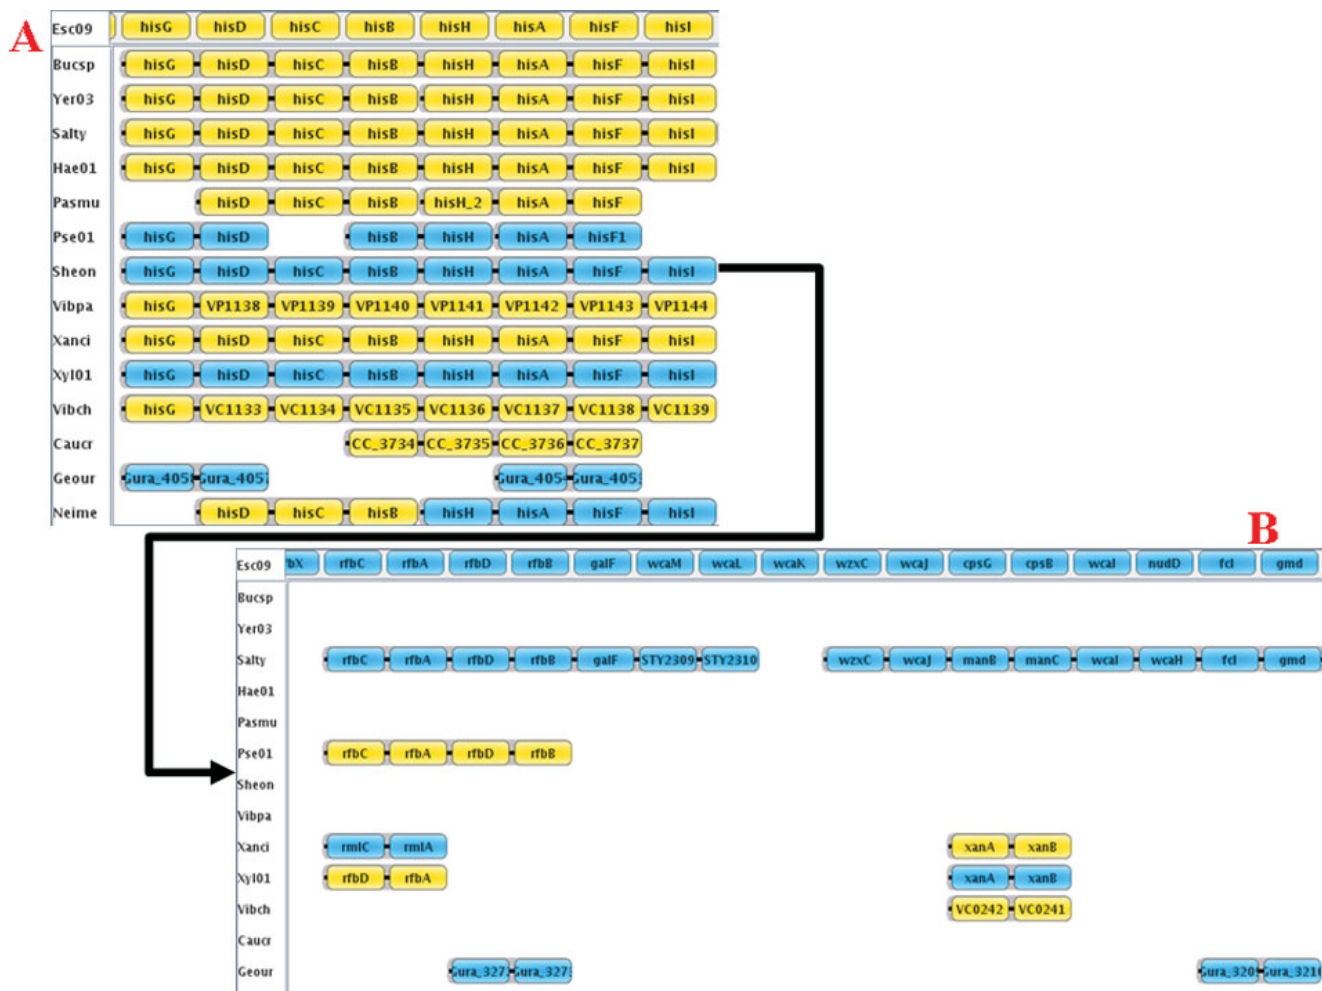 A
Esc09 hisG hisD hisC hisB hisH hisA hisF hisI
Bucsp hisG hisD hisC hisB hisH hisA hisF hisI
Yer03 hisG hisD hisC hisB hisH hisA hisF hisI
Salty hisG hisD hisC hisB hisH hisA hisF hisI
Hae01 hisG hisD hisC hisB hisH hisA hisF hisI
Pasmu hisD hisC hisB hisH_2 hisA hisF
Pse01 hisG hisD hisB hisH hisA hisF1
Sheon hisG hisD hisC hisB hisH hisA hisF hisI
Vibpa hisG VP1138 VP1139 VP1140 VP1141 VP1142 VP1143 VP1144
Xanci hisG hisD hisC hisB hisH hisA hisF hisI
Xyl01 hisG hisD hisC hisB hisH hisA hisF hisI
Vibch hisG VC1133 VC1134 VC1135 VC1136 VC1137 VC1138 VC1139
Caucr CC_3734 CC_3735 CC_3736 CC_3737
Geour
Neime hisD hisC hisB hisH hisA hisF hisI
B
Esc09 bX rfbC rfbA rfbD rfbB galF wcaM wcaL wcaK wzxC wcaJ cpsG cpsB wcaI nudD fcl gmd
Bucsp
Yer03
Salty rfbC rfbA rfbD rfbB galF STY2309 STY2310 wzxC wcaJ manB manC wcaI wcaH fcl gmd
Hae01
Pasmu
Pse01 rfbC rfbA rfbD rfbB
Sheon
Vibpa
Xanci rmlC rmlA xanA xanB
Xyl01 rfbD rfbA xanA xanB
Vibch VC0242 VC0241
Caucr
Geour